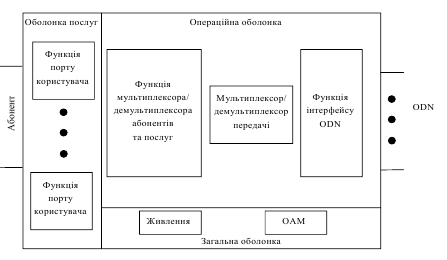 Оболонка послуг
Операційна оболонка
Абонент
Функція
порту
користувача
Функція
мультиплексора/
демультиплексора
абонентів
та послуг
Мультиплексор/
демультиплексор
передачі
Функція
інтерфейсу
ODN
ODN
Функція
порту
користувача
Живлення
ОАМ
Загальна оболонка